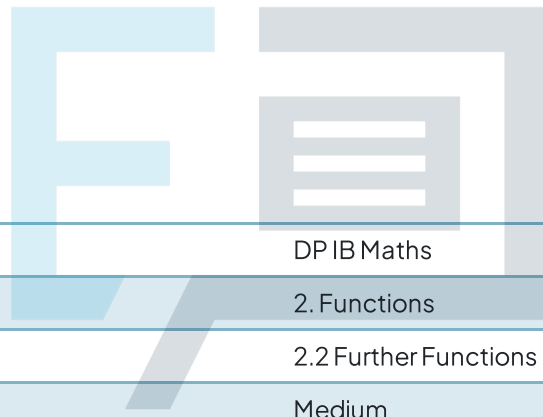 DP IB Maths
2. Functions
2.2 Further Functions
Medium